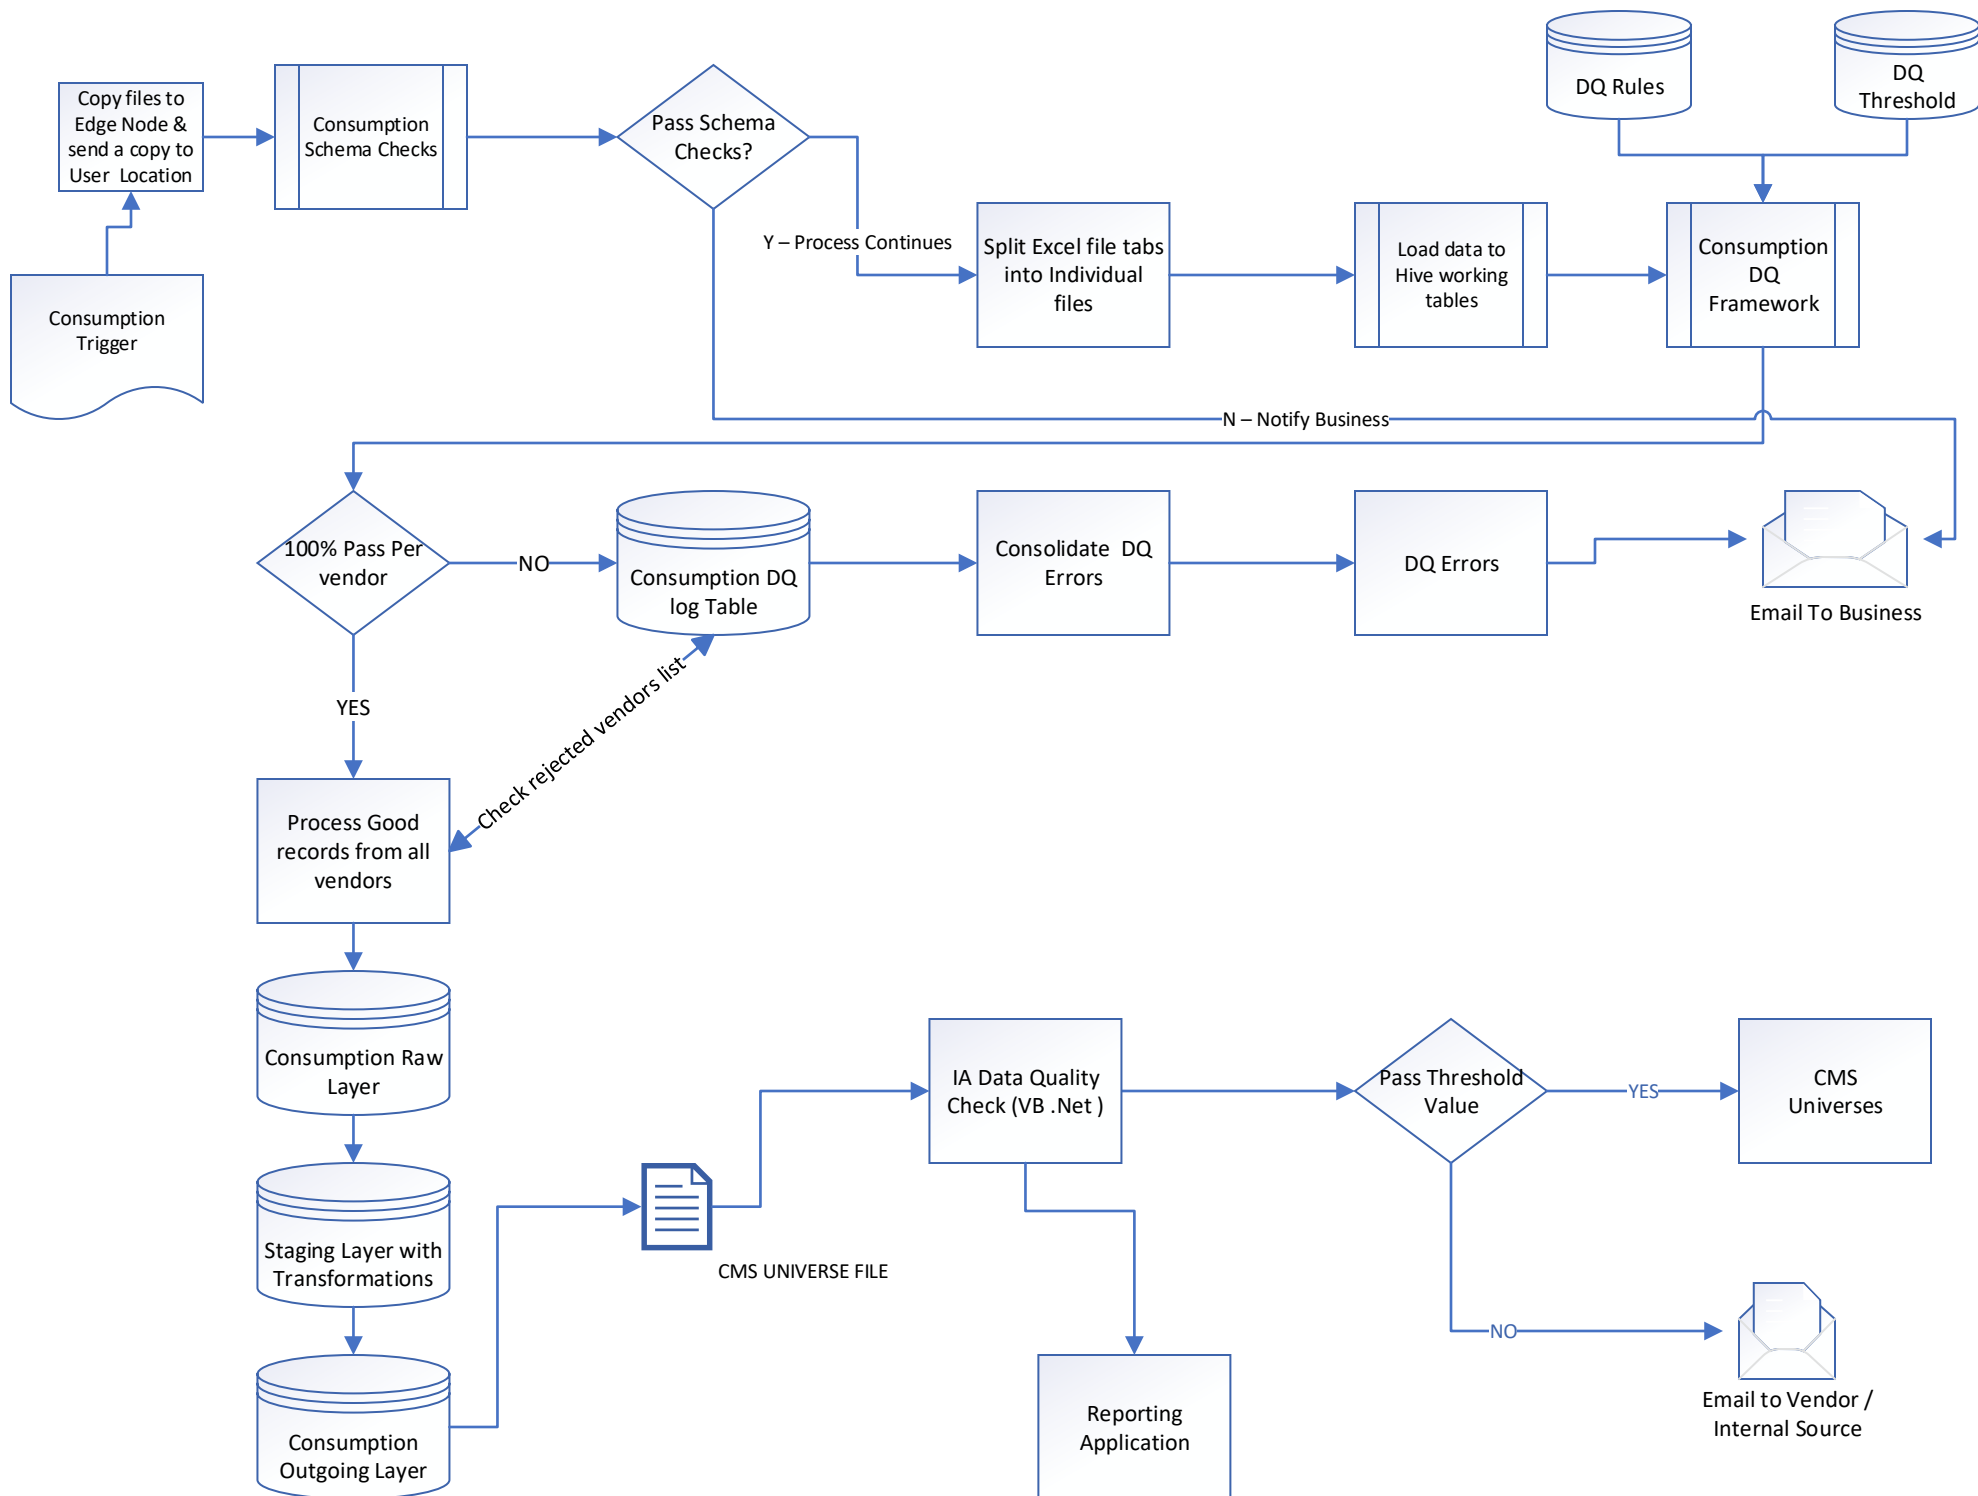 DQ Rules
DQ
Threshold
Copy files to
Edge Node &
send a copy to
User Location
Consumption
Schema Checks
Pass Schema
Checks?
Y – Process Continues
Split Excel file tabs
into Individual
files
Load data to
Hive working
tables
Consumption
DQ
Framework
Consumption
Trigger
N – Notify Business
100% Pass Per
vendor
NO
Consumption DQ
log Table
Consolidate DQ
Errors
DQ Errors
Email To Business
YES
Check rejected vendors list
Process Good
records from all
vendors
Consumption Raw
Layer
IA Data Quality
Check (VB .Net )
Pass Threshold
Value
YES
CMS
Universes
Staging Layer with
Transformations
CMS UNIVERSE FILE
NO
Email to Vendor /
Internal Source
Reporting
Application
Consumption
Outgoing Layer